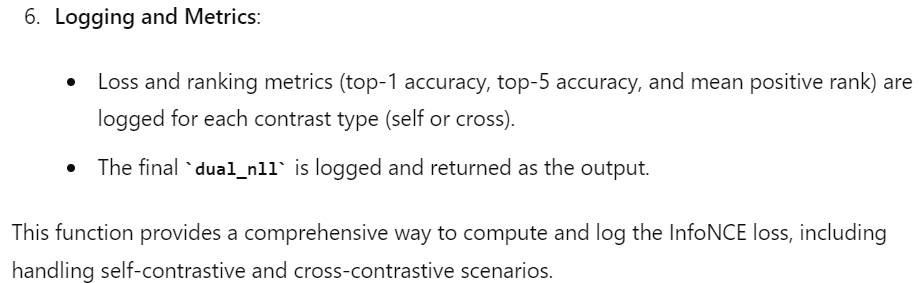 6. Logging and Metrics:
• Loss and ranking metrics (top-1 accuracy, top-5 accuracy, and mean positive rank) are
logged for each contrast type (self or cross).
• The final `dual_nll` is logged and returned as the output.
This function provides a comprehensive way to compute and log the InfoNCE loss, including
handling self-contrastive and cross-contrastive scenarios.